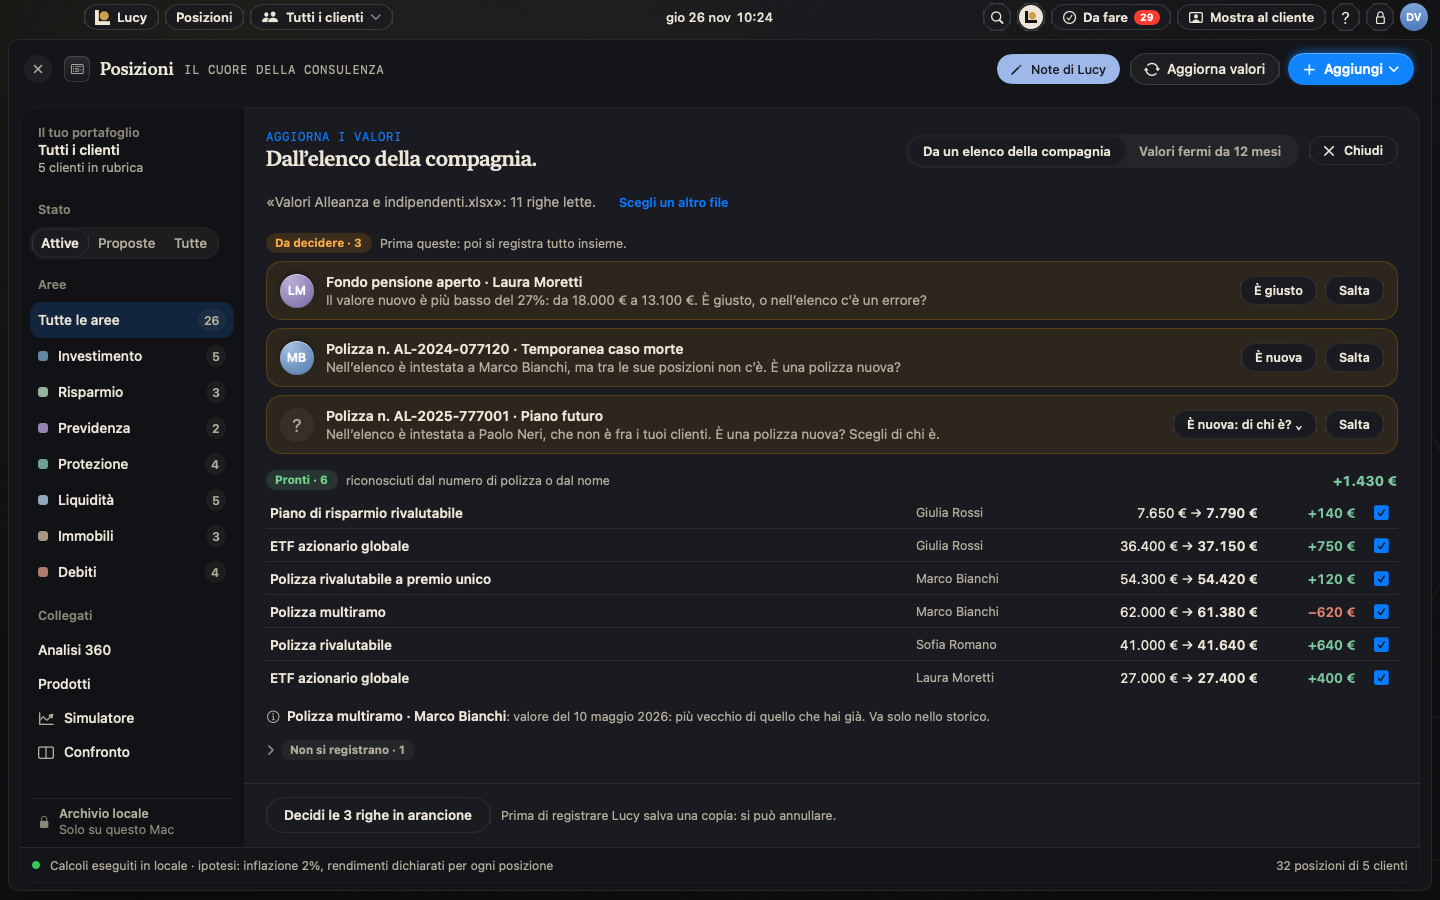 Lucy
Posizioni
Tutti i clienti
gio 26 nov 10:24
Da fare 29
Mostra al cliente
?
DV
Posizioni IL CUORE DELLA CONSULENZA
Note di Lucy
Aggiorna valori
Aggiungi
Il tuo portafoglio
Tutti i clienti
5 clienti in rubrica
Stato
Attive Proposte Tutte
Aree
Tutte le aree 26
Investimento 5
Risparmio 3
Previdenza 2
Protezione 4
Liquidità 5
Immobili 3
Debiti 4
Collegati
Analisi 360
Prodotti
Simulatore
Confronto
Archivio locale
Solo su questo Mac
AGGIORNA I VALORI
Dall'elenco della compagnia.
Da un elenco della compagnia Valori fermi da 12 mesi
Chiudi
«Valori Alleanza e indipendenti.xlsx»: 11 righe lette. Scegli un altro file
Da decidere · 3 Prima queste: poi si registra tutto insieme.
LM
Fondo pensione aperto · Laura Moretti
Il valore nuovo è più basso del 27%: da 18.000 € a 13.100 €. È giusto, o nell'elenco c'è un errore?
È giusto Salta
MB
Polizza n. AL-2024-077120 · Temporanea caso morte
Nell'elenco è intestata a Marco Bianchi, ma tra le sue posizioni non c'è. È una polizza nuova?
È nuova Salta
?
Polizza n. AL-2025-777001 · Piano futuro
Nell'elenco è intestata a Paolo Neri, che non è fra i tuoi clienti. È una polizza nuova? Scegli di chi è.
È nuova: di chi è? Salta
Pronti · 6 riconosciuti dal numero di polizza o dal nome +1.430 €
Piano di risparmio rivalutabile Giulia Rossi 7.650 € → 7.790 € +140 €
ETF azionario globale Giulia Rossi 36.400 € → 37.150 € +750 €
Polizza rivalutabile a premio unico Marco Bianchi 54.300 € → 54.420 € +120 €
Polizza multiramo Marco Bianchi 62.000 € → 61.380 € −620 €
Polizza rivalutabile Sofia Romano 41.000 € → 41.640 € +640 €
ETF azionario globale Laura Moretti 27.000 € → 27.400 € +400 €
Polizza multiramo · Marco Bianchi: valore del 10 maggio 2026: più vecchio di quello che hai già. Va solo nello storico.
Non si registrano · 1
Decidi le 3 righe in arancione Prima di registrare Lucy salva una copia: si può annullare.
Calcoli eseguiti in locale · ipotesi: inflazione 2%, rendimenti dichiarati per ogni posizione
32 posizioni di 5 clienti